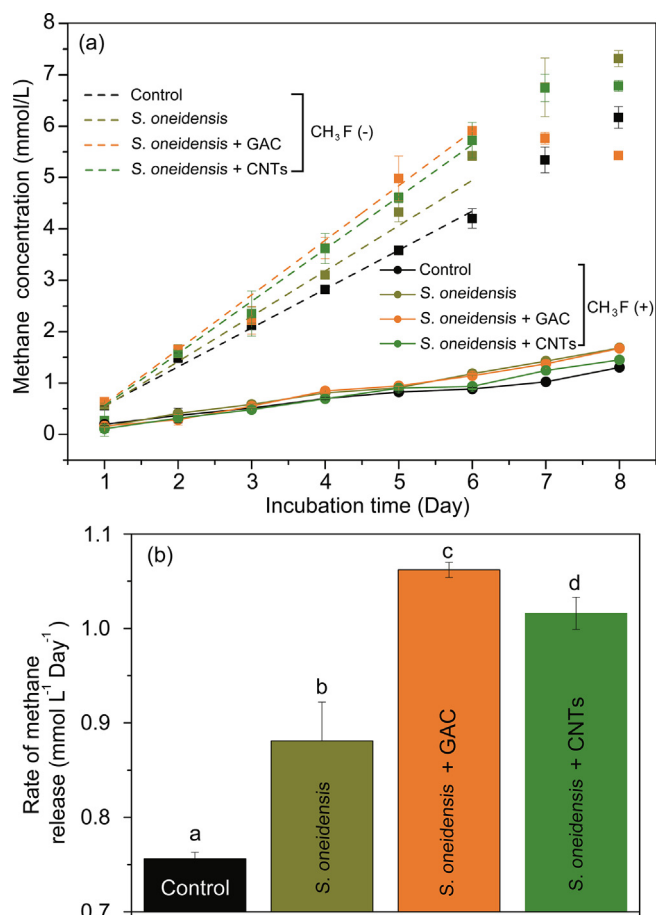 (a)
Methane concentration (mmol/L)
8
7
6
5
4
3
2
1
0
Control
S. oneidensis
S. oneidensis + GAC
S. oneidensis + CNTs
CH₃F (-)
Control
S. oneidensis
S. oneidensis + GAC
S. oneidensis + CNTs
CH₃F (+)
1 2 3 4 5 6 7 8
Incubation time (Day)
(b)
Rate of methane
release (mmol L⁻¹ Day⁻¹)
1.1
1.0
0.9
0.8
0.7
a
b
c
d
Control
S. oneidensis
S. oneidensis + GAC
S. oneidensis + CNTs